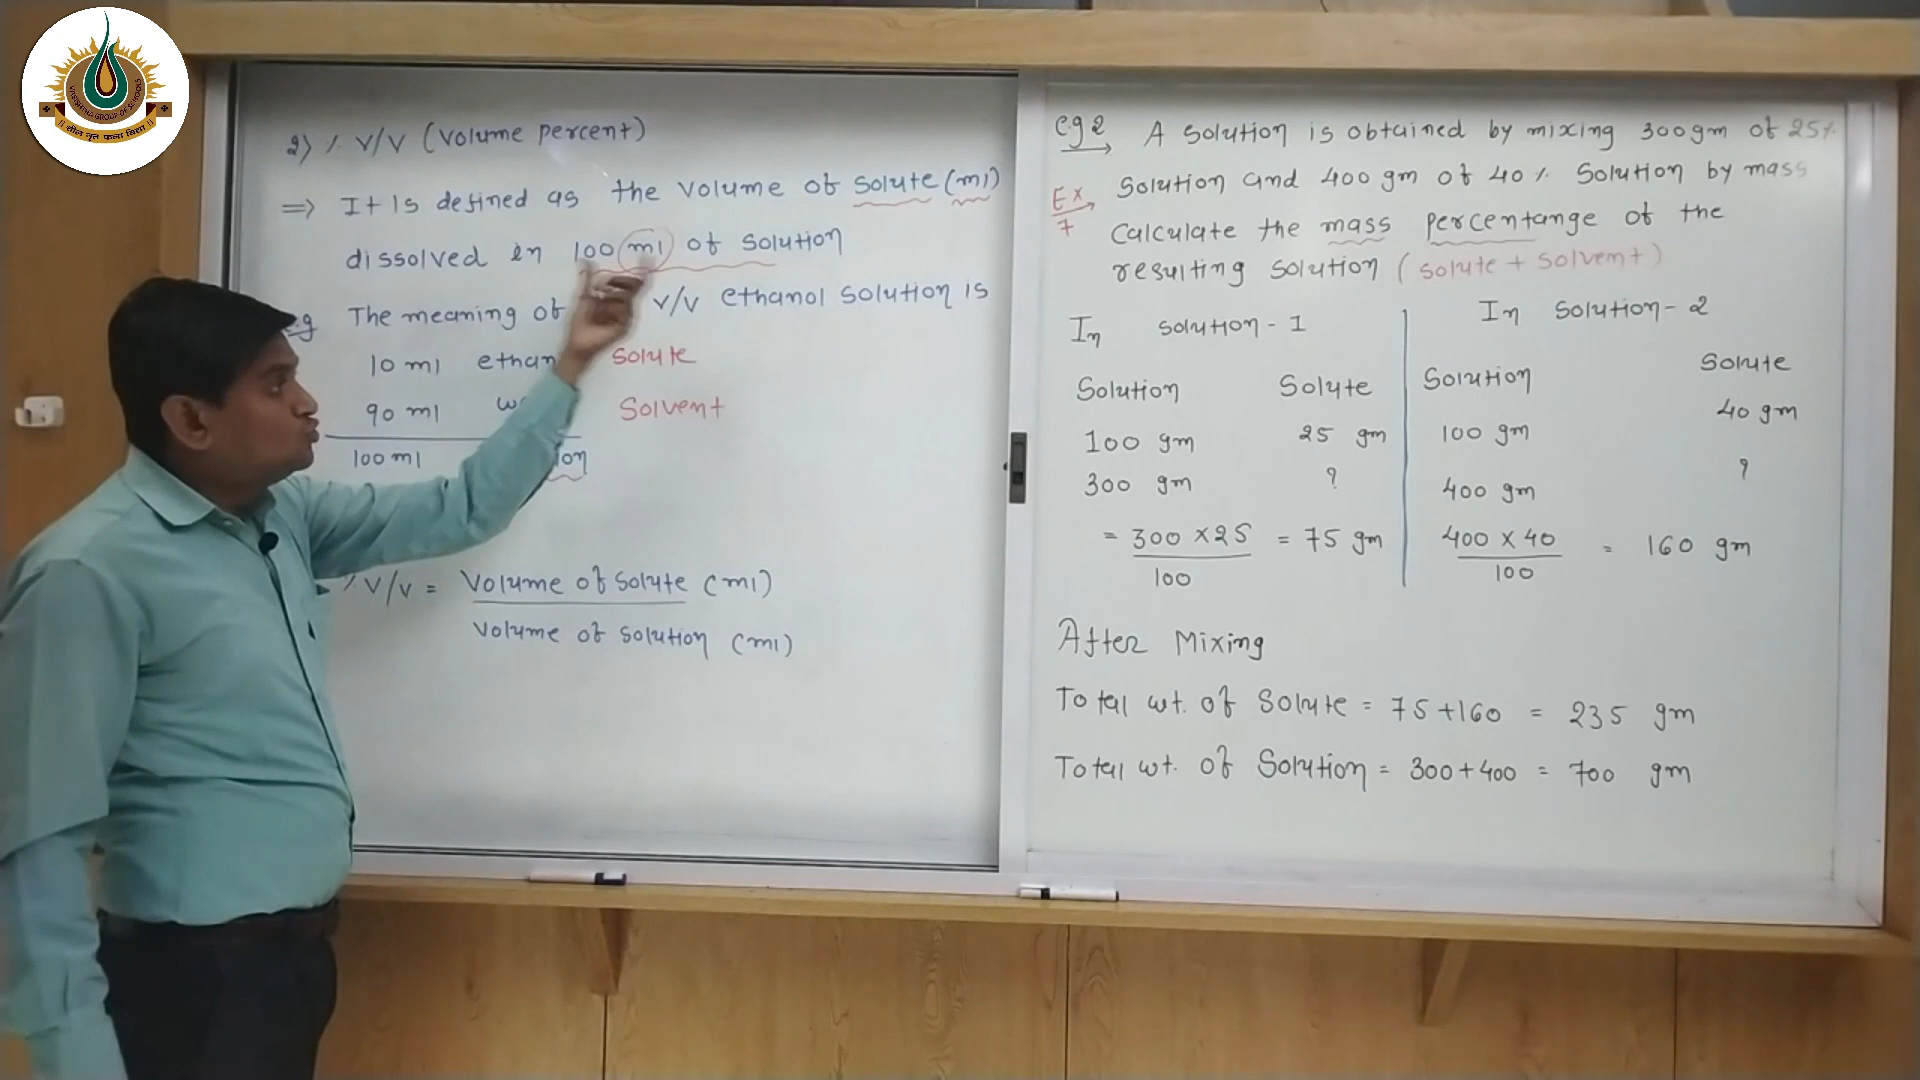 VASISHTHA GROUP OF SCHOOLS
2) % V/V (Volume percent)
=> It is defined as the volume of solute (ml)
dissolved in 100 ml of solution
e.g The meaning of V/V ethanol solution is
10 ml ethan Solute
90 ml Solvent
100 ml ion
% V/V = Volume of solute (ml)
Volume of solution (ml)
e.g 2 A solution is obtained by mixing 300 gm of 25%
Solution and 400 gm of 40% Solution by mass
Ex 7 Calculate the mass percentange of the
resulting solution (solute + solvent)
In solution - 1
Solution Solute
100 gm 25 gm
300 gm ?
= 300 × 25 = 75 gm
100
In solution - 2
Solution Solute
100 gm 40 gm
400 gm ?
400 × 40 = 160 gm
100
After Mixing
Total wt. of Solute = 75 + 160 = 235 gm
Total wt. of Solution = 300 + 400 = 700 gm